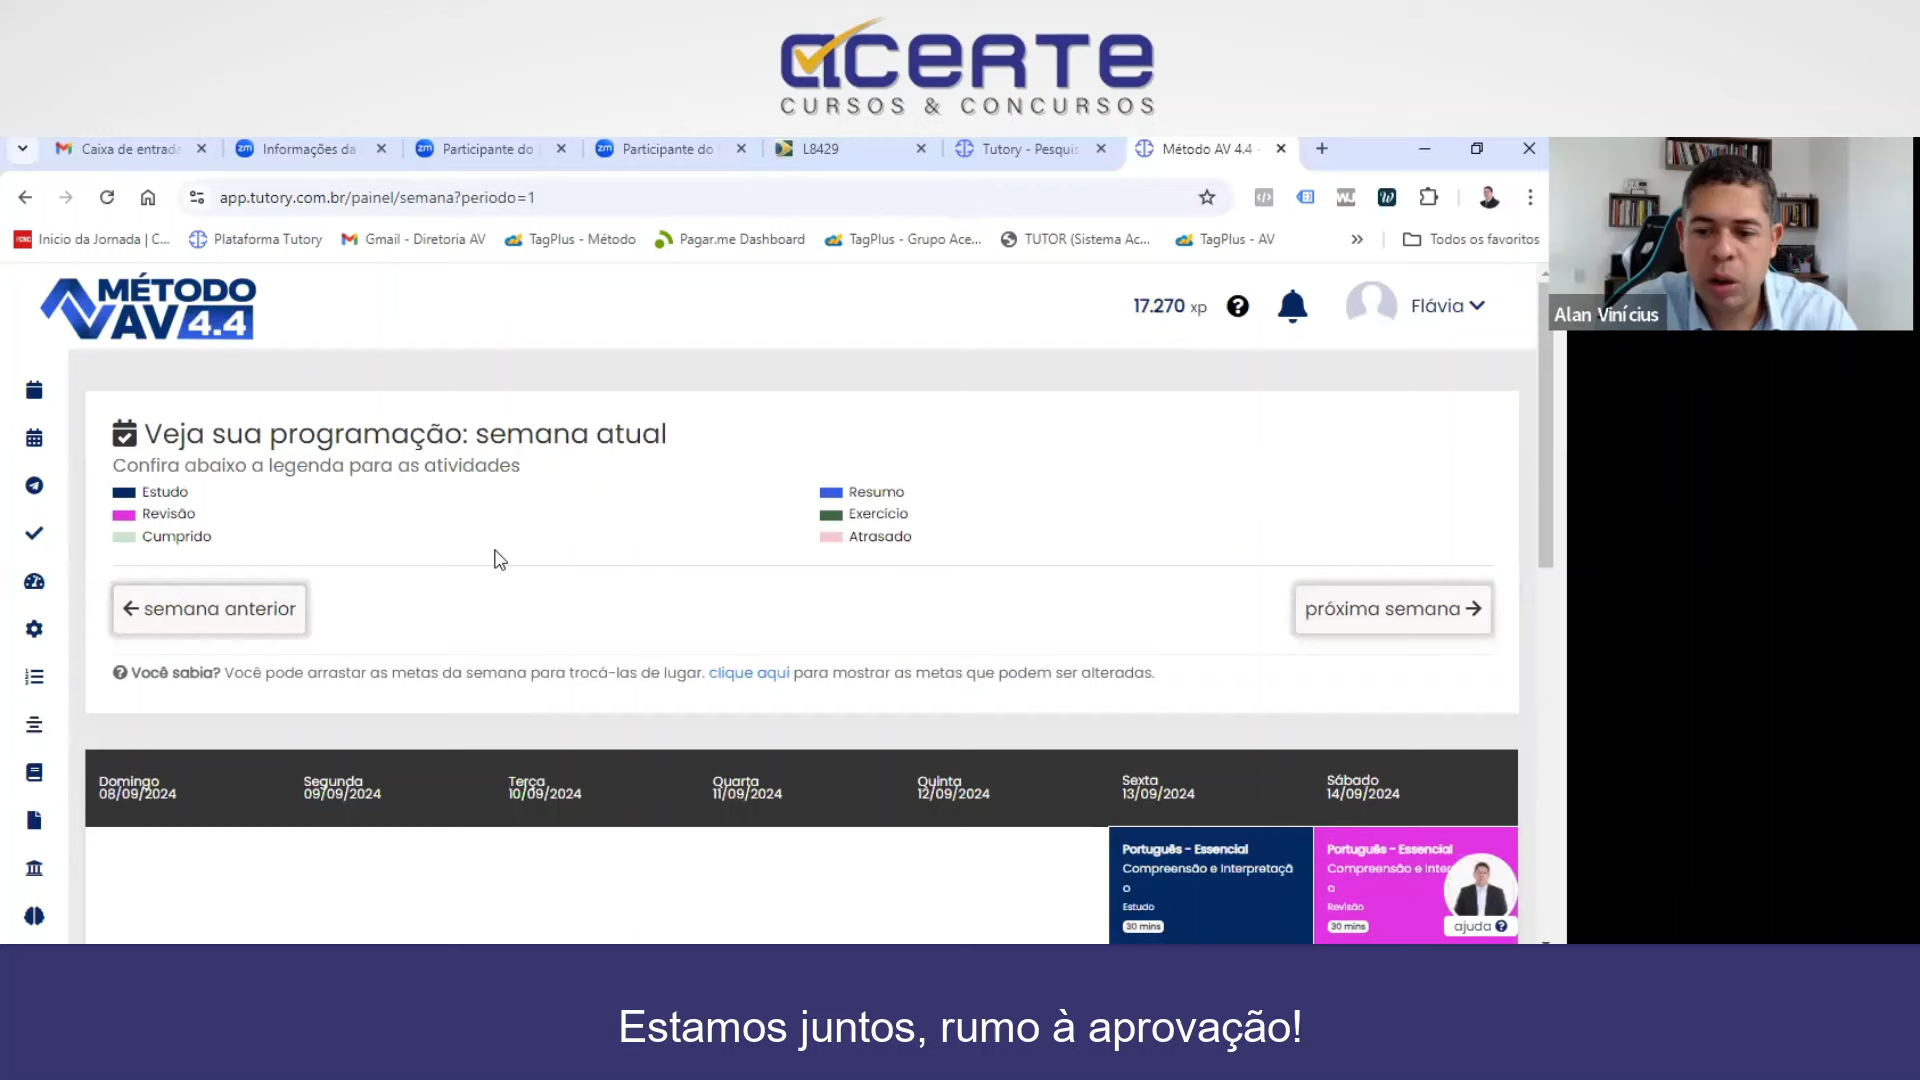 acerte
CURSOS & CONCURSOS
Caixa de entrada
Informações da
Participante do
Participante do
L8429
Tutory - Pesquis
Método AV 4.4 -
app.tutory.com.br/painel/semana?periodo=1
Inicio da Jornada | C...
Plataforma Tutory
Gmail - Diretoria AV
TagPlus - Método
Pagar.me Dashboard
TagPlus - Grupo Ace...
TUTOR (Sistema Ac...
TagPlus - AV
Todos os favoritos
Alan Vinícius
MÉTODO
AV 4.4
17.270 xp
Flávia
Veja sua programação: semana atual
Confira abaixo a legenda para as atividades
Estudo
Resumo
Revisão
Exercício
Cumprido
Atrasado
semana anterior
próxima semana
Você sabia? Você pode arrastar as metas da semana para trocá-las de lugar. clique aqui para mostrar as metas que podem ser alteradas.
Domingo
08/09/2024
Segunda
09/09/2024
Terça
10/09/2024
Quarta
11/09/2024
Quinta
12/09/2024
Sexta
13/09/2024
Sábado
14/09/2024
Português - Essencial
Compreensão e Interpretaçã
o
Estudo
30 mins
Português - Essencial
Compreensão e Inter
a
Revisão
30 mins
ajuda
Estamos juntos, rumo à aprovação!